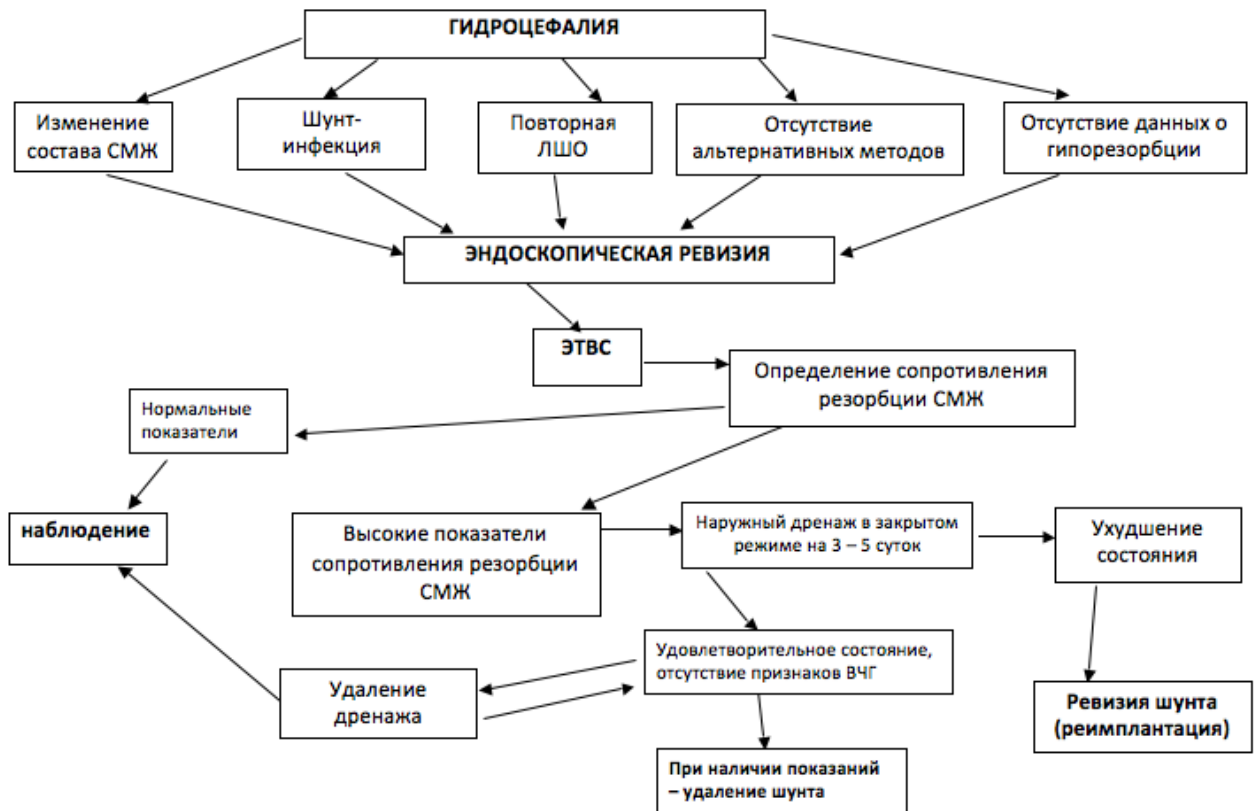 ГИДРОЦЕФАЛИЯ
Изменение
состава СМЖ
Шунт-
инфекция
Повторная
ЛШО
Отсутствие
альтернативных методов
Отсутствие данных о
гипорезорбции
ЭНДОСКОПИЧЕСКАЯ РЕВИЗИЯ
ЭТВС
Определение сопротивления
резорбции СМЖ
Нормальные
показатели
наблюдение
Высокие показатели
сопротивления резорбции
СМЖ
Наружный дренаж в закрытом
режиме на 3 – 5 суток
Ухудшение
состояния
Удовлетворительное состояние,
отсутствие признаков ВЧГ
Удаление
дренажа
Ревизия шунта
(реимплантация)
При наличии показаний
– удаление шунта